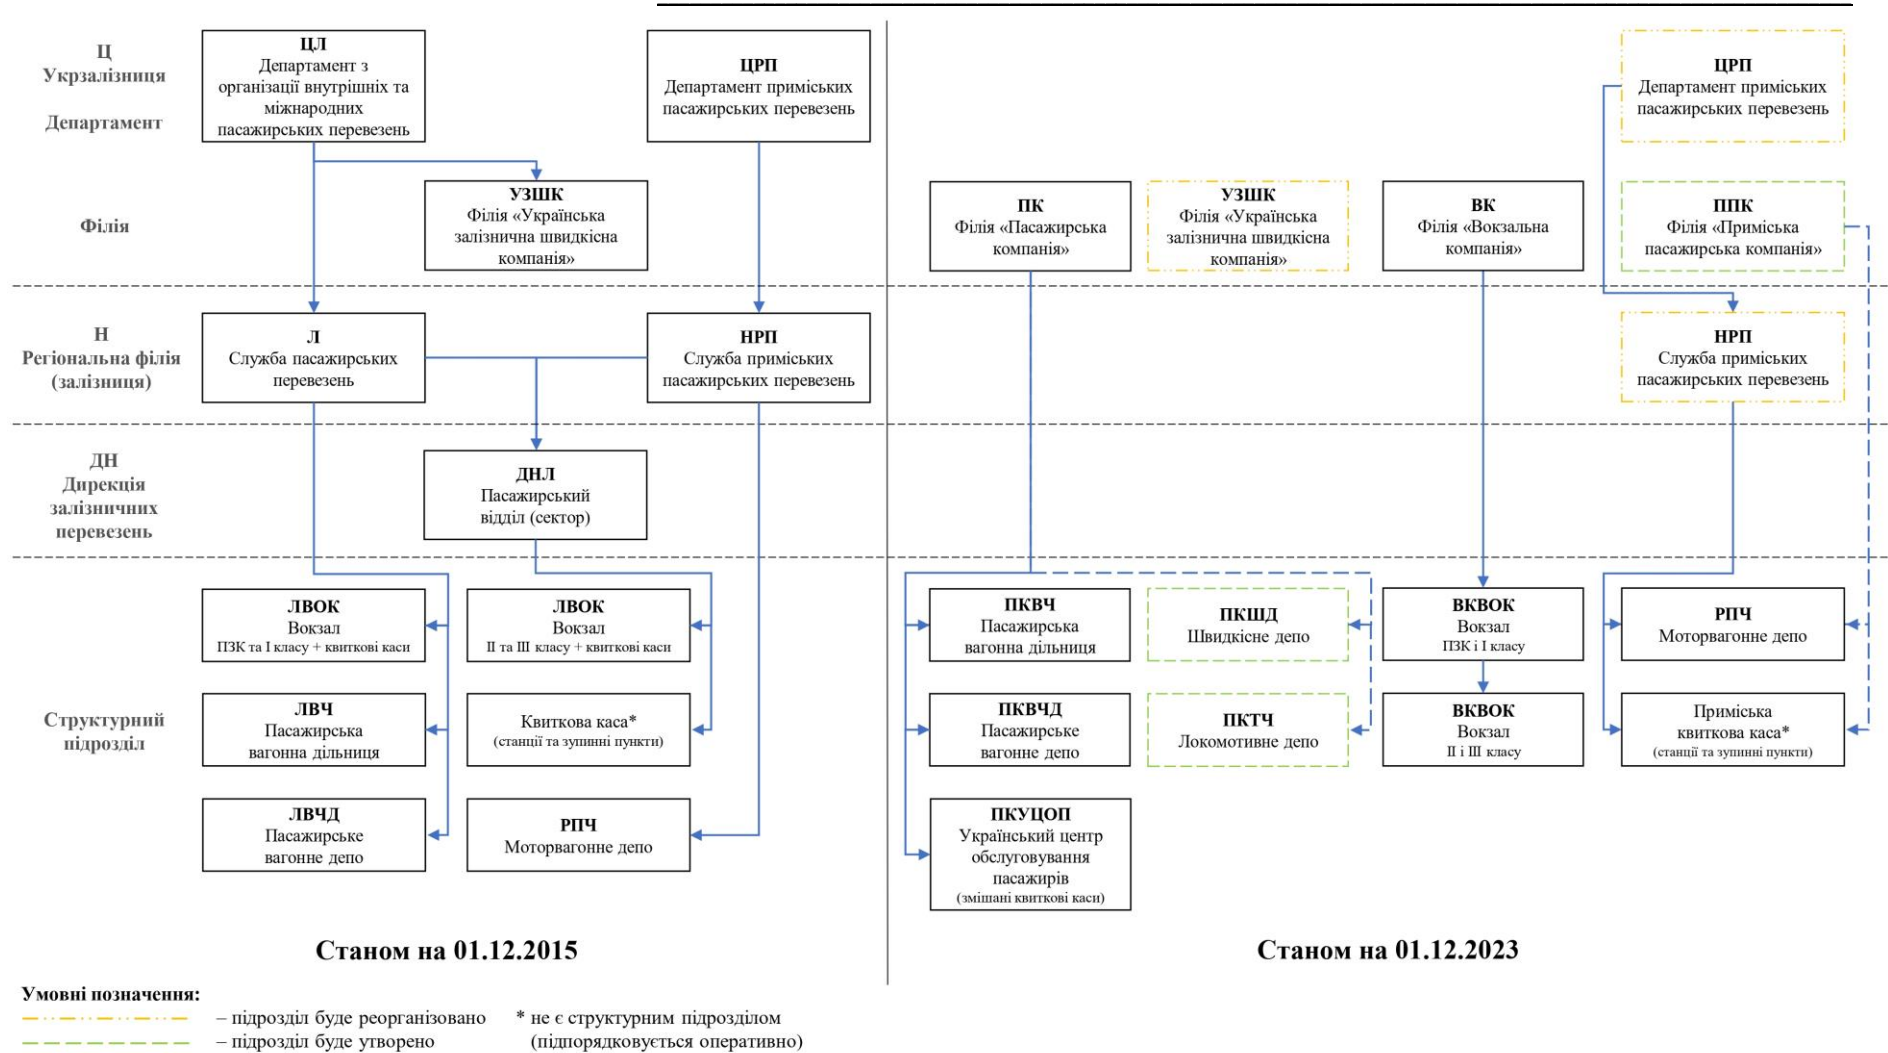 Ц
Укрзалізниця
Департамент
ЦЛ
Департамент з
організації внутрішніх та
міжнародних
пасажирських перевезень
ЦРП
Департамент приміських
пасажирських перевезень
ЦРП
Департамент приміських
пасажирських перевезень
Філія
УЗШК
Філія «Українська
залізнична швидкісна
компанія»
ПК
Філія «Пасажирська
компанія»
УЗШК
Філія «Українська
залізнична швидкісна
компанія»
ВК
Філія «Вокзальна
компанія»
ППК
Філія «Приміська
пасажирська компанія»
Н
Регіональна філія
(залізниця)
Л
Служба пасажирських
перевезень
НРП
Служба приміських
пасажирських перевезень
НРП
Служба приміських
пасажирських перевезень
ДН
Дирекція
залізничних
перевезень
ДНЛ
Пасажирський
відділ (сектор)
Структурний
підрозділ
ЛВОК
Вокзал
ПЗК та І класу + квиткові каси
ЛВОК
Вокзал
ІІ та ІІІ класу + квиткові каси
ЛВЧ
Пасажирська
вагонна дільниця
Квиткова каса*
(станції та зупинні пункти)
ЛВЧД
Пасажирське
вагонне депо
РПЧ
Моторвагонне депо
ПКВЧ
Пасажирська
вагонна дільниця
ПКШД
Швидкісне депо
ВКВОК
Вокзал
ПЗК і І класу
РПЧ
Моторвагонне депо
ПКВЧД
Пасажирське
вагонне депо
ПКТЧ
Локомотивне депо
ВКВОК
Вокзал
ІІ і ІІІ класу
Приміська
квиткова каса*
(станції та зупинні пункти)
ПКУЦОП
Український центр
обслуговування
пасажирів
(змішані квиткові каси)
Станом на 01.12.2015
Станом на 01.12.2023
Умовні позначення:
– підрозділ буде реорганізовано
– підрозділ буде утворено
* не є структурним підрозділом
(підпорядковується оперативно)